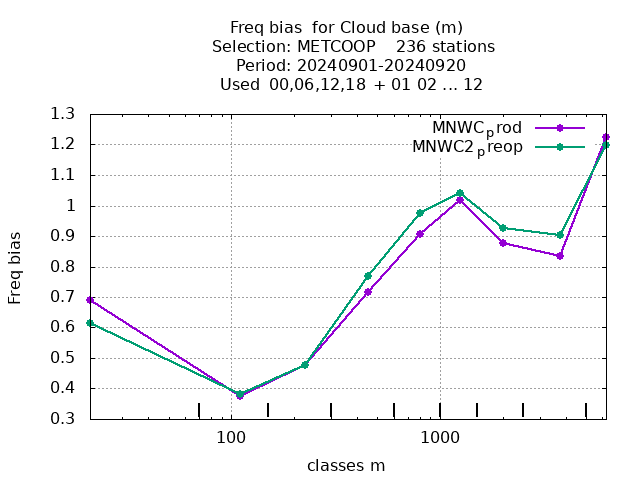 Freq bias  for Cloud base (m)
Selection: METCOOP    236 stations
Period: 20240901-20240920
Used  00,06,12,18  + 01 02 ... 12
MNWC_prod
MNWC2_preop
1.3
1.2
1.1
1
0.9
0.8
0.7
0.6
0.5
0.4
0.3
Freq bias
100
1000
classes m